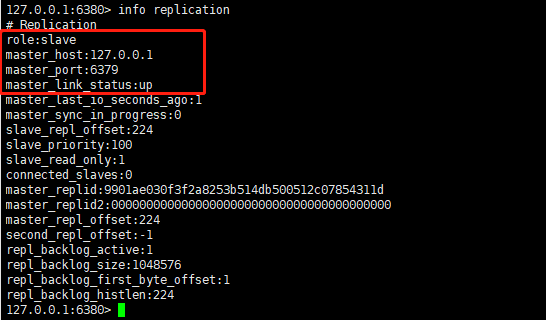 127.0.0.1:6380> info replication
# Replication
role:slave
master_host:127.0.0.1
master_port:6379
master_link_status:up
master_last_io_seconds_ago:1
master_sync_in_progress:0
slave_repl_offset:224
slave_priority:100
slave_read_only:1
connected_slaves:0
master_replid:9901ae030f3f2a8253b514db500512c07854311d
master_replid2:0000000000000000000000000000000000000000
master_repl_offset:224
second_repl_offset:-1
repl_backlog_active:1
repl_backlog_size:1048576
repl_backlog_first_byte_offset:1
repl_backlog_histlen:224
127.0.0.1:6380>